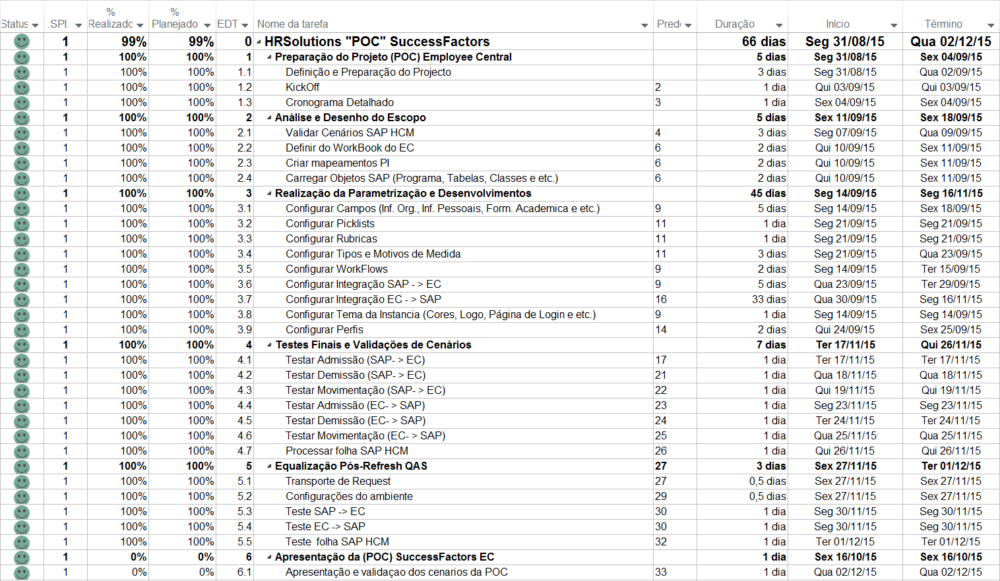 Status .SPI. % Realizado % Planejado EDT Nome da tarefa Prede Duração Início Término
1 99% 99% 0 HRSolutions "POC" SuccessFactors 66 dias Seg 31/08/15 Qua 02/12/15
1 100% 100% 1 Preparação do Projeto (POC) Employee Central 5 dias Seg 31/08/15 Sex 04/09/15
1 100% 100% 1.1 Definição e Preparação do Projecto 3 dias Seg 31/08/15 Qua 02/09/15
1 100% 100% 1.2 KickOff 2 1 dia Qui 03/09/15 Qui 03/09/15
1 100% 100% 1.3 Cronograma Detalhado 3 1 dia Sex 04/09/15 Sex 04/09/15
1 100% 100% 2 Análise e Desenho do Escopo 5 dias Sex 11/09/15 Sex 18/09/15
1 100% 100% 2.1 Validar Cenários SAP HCM 4 3 dias Seg 07/09/15 Qua 09/09/15
1 100% 100% 2.2 Definir do WorkBook do EC 6 2 dias Qui 10/09/15 Sex 11/09/15
1 100% 100% 2.3 Criar mapeamentos PI 6 2 dias Qui 10/09/15 Sex 11/09/15
1 100% 100% 2.4 Carregar Objetos SAP (Programa, Tabelas, Classes e etc.) 6 2 dias Qui 10/09/15 Sex 11/09/15
1 100% 100% 3 Realização da Parametrização e Desenvolvimentos 45 dias Seg 14/09/15 Seg 16/11/15
1 100% 100% 3.1 Configurar Campos (Inf. Org., Inf. Pessoais, Form. Academica e etc.) 9 5 dias Seg 14/09/15 Sex 18/09/15
1 100% 100% 3.2 Configurar Picklists 11 1 dia Seg 21/09/15 Seg 21/09/15
1 100% 100% 3.3 Configurar Rubricas 11 1 dia Seg 21/09/15 Seg 21/09/15
1 100% 100% 3.4 Configurar Tipos e Motivos de Medida 11 3 dias Seg 21/09/15 Qua 23/09/15
1 100% 100% 3.5 Configurar WorkFlows 9 2 dias Seg 14/09/15 Ter 15/09/15
1 100% 100% 3.6 Configurar Integração SAP - > EC 9 5 dias Qua 23/09/15 Ter 29/09/15
1 100% 100% 3.7 Configurar Integração EC - > SAP 16 33 dias Qua 30/09/15 Seg 16/11/15
1 100% 100% 3.8 Configurar Tema da Instancia (Cores, Logo, Página de Login e etc.) 9 1 dia Seg 14/09/15 Seg 14/09/15
1 100% 100% 3.9 Configurar Perfis 14 2 dias Qui 24/09/15 Sex 25/09/15
1 100% 100% 4 Testes Finais e Validações de Cenários 7 dias Ter 17/11/15 Qui 26/11/15
1 100% 100% 4.1 Testar Admissão (SAP- > EC) 17 1 dia Ter 17/11/15 Ter 17/11/15
1 100% 100% 4.2 Testar Demissão (SAP- > EC) 21 1 dia Qua 18/11/15 Qua 18/11/15
1 100% 100% 4.3 Testar Movimentação (SAP- > EC) 22 1 dia Qui 19/11/15 Qui 19/11/15
1 100% 100% 4.4 Testar Admissão (EC- > SAP) 23 1 dia Seg 23/11/15 Seg 23/11/15
1 100% 100% 4.5 Testar Demissão (EC- > SAP) 24 1 dia Ter 24/11/15 Ter 24/11/15
1 100% 100% 4.6 Testar Movimentação (EC- > SAP) 25 1 dia Qua 25/11/15 Qua 25/11/15
1 100% 100% 4.7 Processar folha SAP HCM 26 1 dia Qui 26/11/15 Qui 26/11/15
1 100% 100% 5 Equalização Pós-Refresh QAS 27 3 dias Sex 27/11/15 Ter 01/12/15
1 100% 100% 5.1 Transporte de Request 27 0,5 dias Sex 27/11/15 Sex 27/11/15
1 100% 100% 5.2 Configurações do ambiente 29 0,5 dias Sex 27/11/15 Sex 27/11/15
1 100% 100% 5.3 Teste SAP -> EC 30 1 dia Seg 30/11/15 Seg 30/11/15
1 100% 100% 5.4 Teste EC -> SAP 30 1 dia Seg 30/11/15 Seg 30/11/15
1 100% 100% 5.5 Teste folha SAP HCM 32 1 dia Ter 01/12/15 Ter 01/12/15
1 0% 0% 6 Apresentação da (POC) SuccessFactors EC 1 dia Sex 16/10/15 Sex 16/10/15
1 0% 0% 6.1 Apresentação e validaçao dos cenarios da POC 33 1 dia Qua 02/12/15 Qua 02/12/15